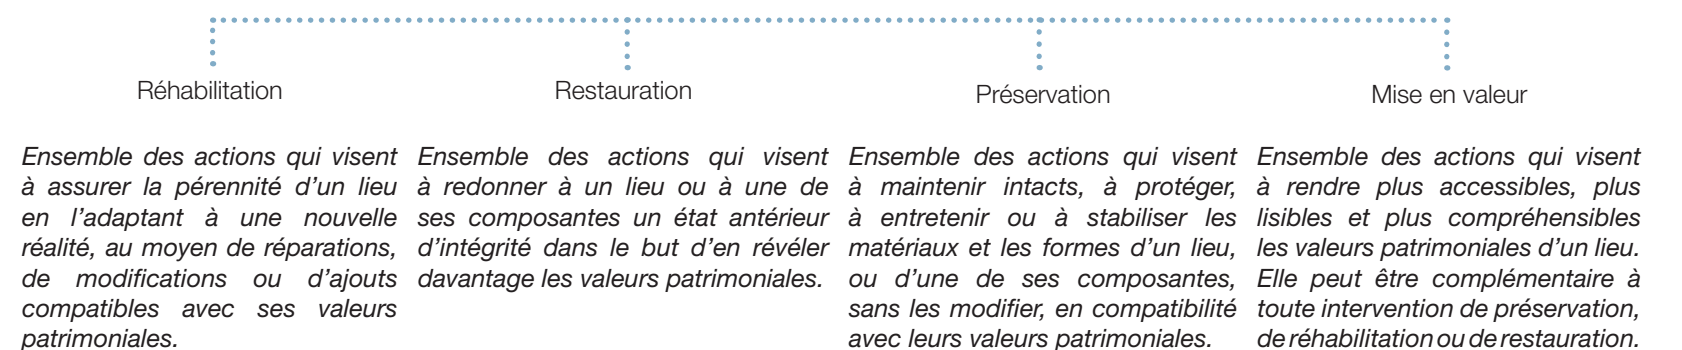 Réhabilitation
Ensemble des actions qui visent
à assurer la pérennité d'un lieu
en l'adaptant à une nouvelle
réalité, au moyen de réparations,
de modifications ou d'ajouts
compatibles avec ses valeurs
patrimoniales.
Restauration
Ensemble des actions qui visent
à redonner à un lieu ou à une de
ses composantes un état antérieur
d'intégrité dans le but d'en révéler
davantage les valeurs patrimoniales.
Préservation
Ensemble des actions qui visent
à maintenir intacts, à protéger,
à entretenir ou à stabiliser les
matériaux et les formes d'un lieu,
ou d'une de ses composantes,
sans les modifier, en compatibilité
avec leurs valeurs patrimoniales.
Mise en valeur
Ensemble des actions qui visent
à rendre plus accessibles, plus
lisibles et plus compréhensibles
les valeurs patrimoniales d'un lieu.
Elle peut être complémentaire à
toute intervention de préservation,
de réhabilitation ou de restauration.